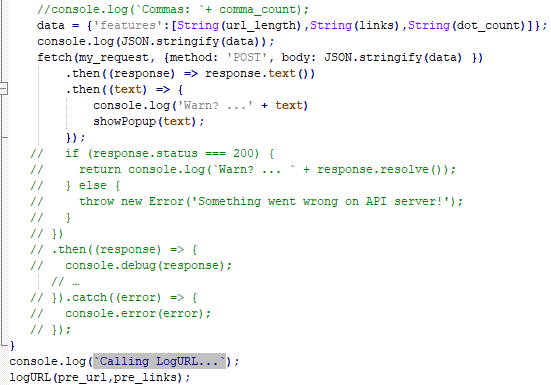 //console.log(`Commas: `+ comma_count);
data = {'features':[String(url_length),String(links),String(dot_count)]};
console.log(JSON.stringify(data));
fetch(my_request, {method: 'POST', body: JSON.stringify(data) })
.then((response) => response.text())
.then((text) => {
console.log('Warn? ...' + text)
showPopup(text);
});
// if (response.status === 200) {
// return console.log(`Warn? ... ` + response.resolve());
// } else {
// throw new Error('Something went wrong on API server!');
// }
// })
// .then((response) => {
// console.debug(response);
// …
// }).catch((error) => {
// console.error(error);
// });
}
console.log(`Calling LogURL...`);
logURL(pre_url,pre_links);